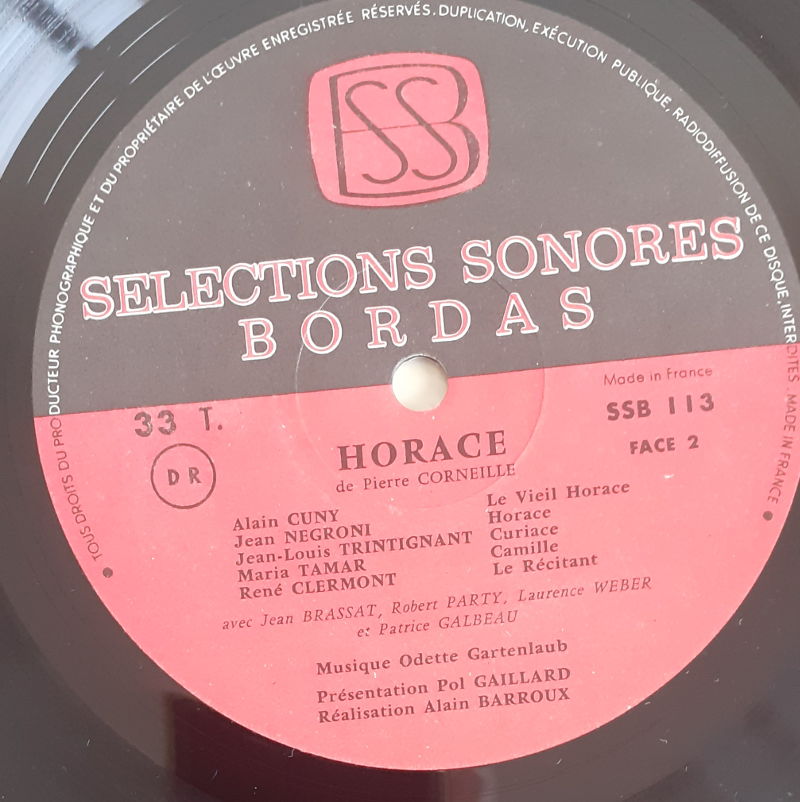 TOUS DROITS DU PRODUCTEUR PHONOGRAPHIQUE ET DU PROPRIÉTAIRE DE L'ŒUVRE ENREGISTRÉE RÉSERVÉS. DUPLICATION, EXÉCUTION PUBLIQUE, RADIODIFFUSION DE CE DISQUE, INTERDITES. MADE IN FRANCE
SSB
SELECTIONS SONORES
BORDAS
Made in France
33 T.
SSB 113
D R
FACE 2
HORACE
de Pierre CORNEILLE
Alain CUNY Le Vieil Horace
Jean NEGRONI Horace
Jean-Louis TRINTIGNANT Curiace
Maria TAMAR Camille
René CLERMONT Le Récitant
avec Jean BRASSAT, Robert PARTY, Laurence WEBER
et Patrice GALBEAU
Musique Odette Gartenlaub
Présentation Pol GAILLARD
Réalisation Alain BARROUX